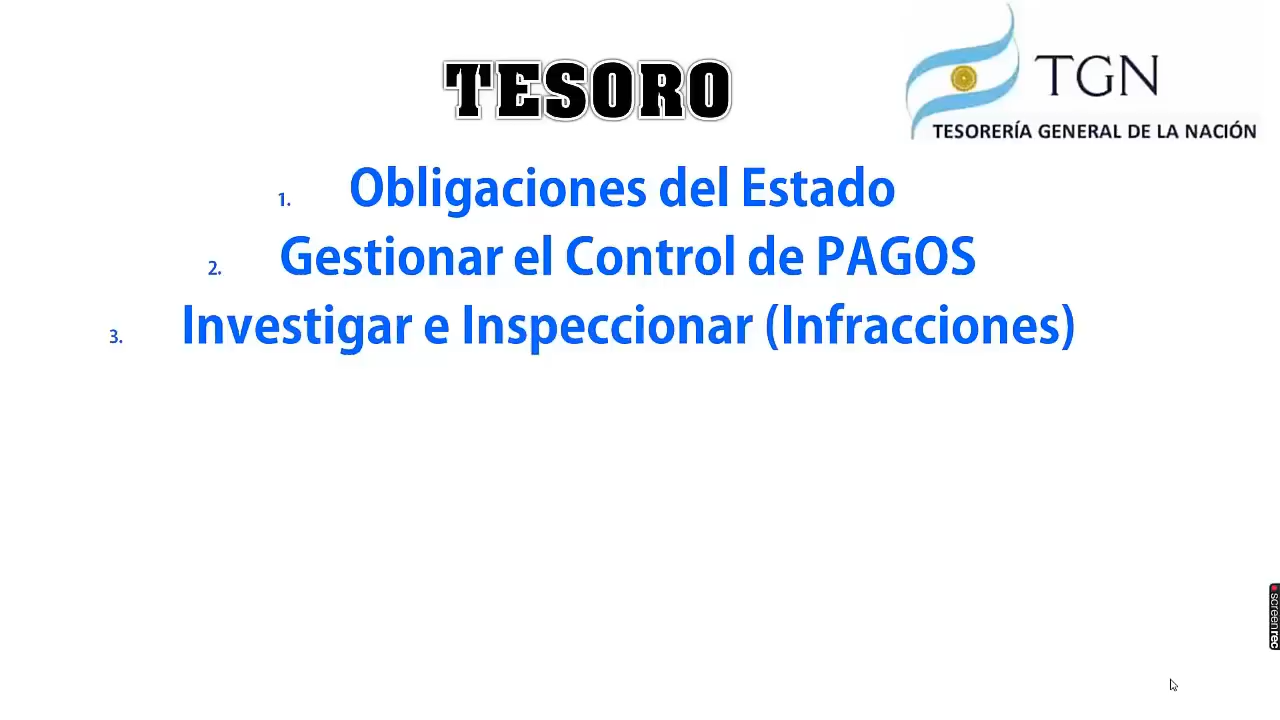 TESORO
TGN
TESORERÍA GENERAL DE LA NACIÓN
1. Obligaciones del Estado
2. Gestionar el Control de PAGOS
3. Investigar e Inspeccionar (Infracciones)
screenrec